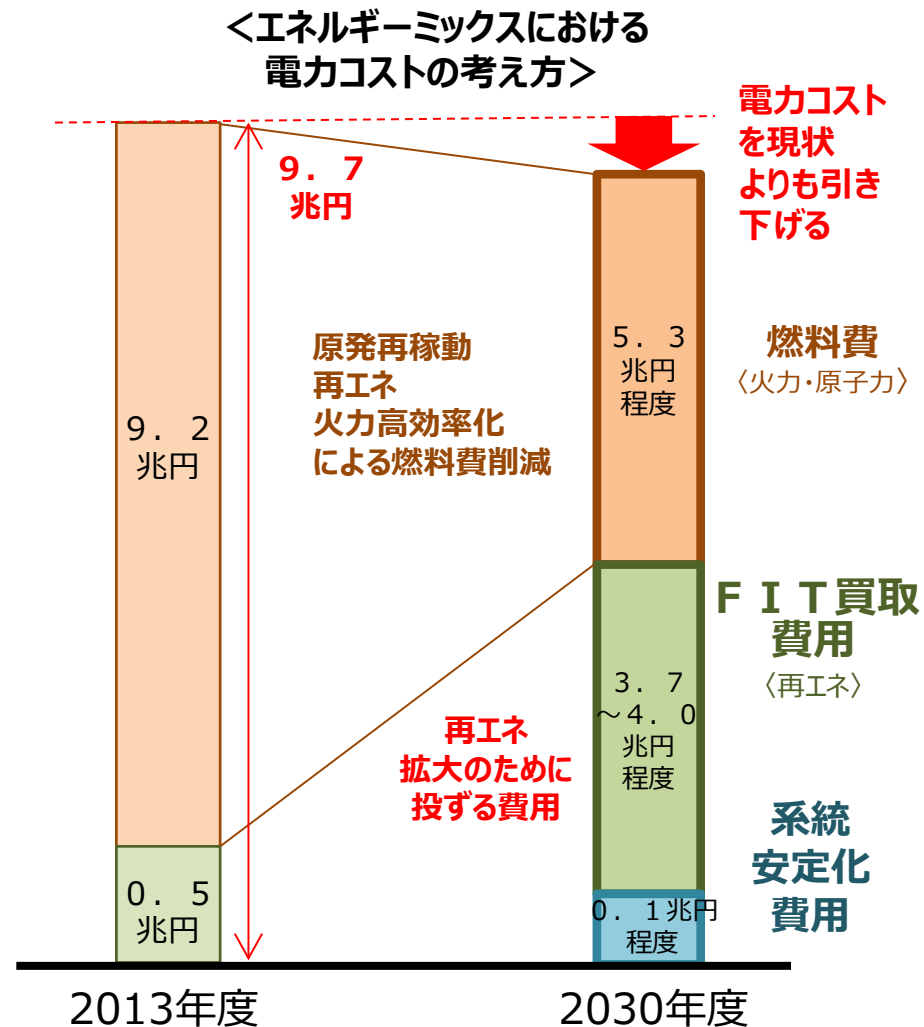 ＜エネルギーミックスにおける
電力コストの考え方＞
電力コスト
を現状
よりも引き
下げる
９．７
兆円
原発再稼動
再エネ
火力高効率化
による燃料費削減
９．２
兆円
５．３
兆円
程度
燃料費
〈火力・原子力〉
ＦＩＴ買取
費用
〈再エネ〉
３．７
～４．０
兆円
程度
再エネ
拡大のために
投ずる費用
系統
安定化
費用
０．５
兆円
０．１兆円
程度
2013年度
2030年度